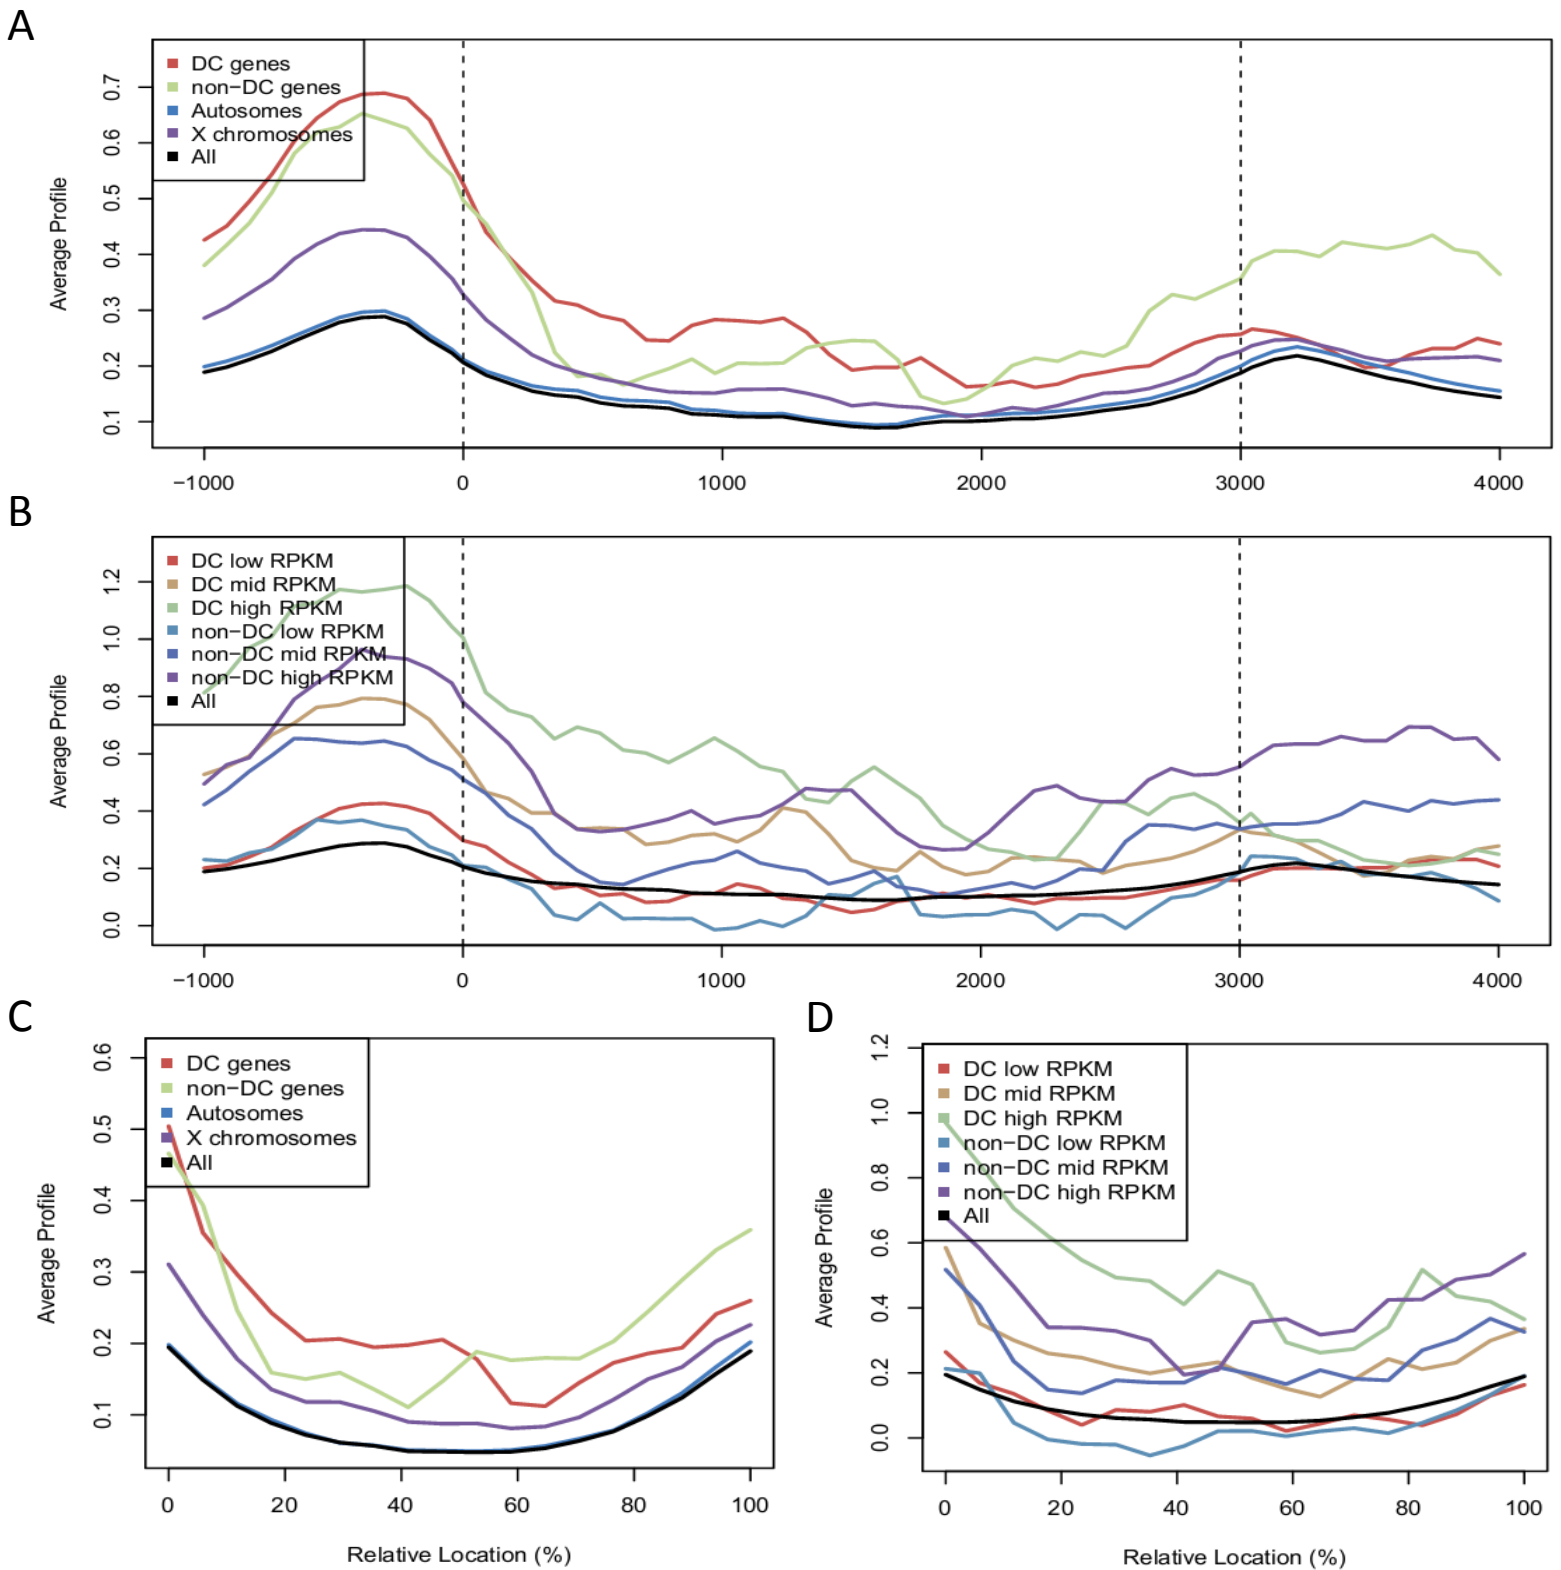 A
DC genes
non−DC genes
Autosomes
X chromosomes
All
Average Profile
0.7
0.6
0.5
0.4
0.3
0.2
0.1
−1000 0 1000 2000 3000 4000
B
DC low RPKM
DC mid RPKM
DC high RPKM
non−DC low RPKM
non−DC mid RPKM
non−DC high RPKM
All
Average Profile
1.2
1.0
0.8
0.6
0.4
0.2
0.0
−1000 0 1000 2000 3000 4000
C
DC genes
non−DC genes
Autosomes
X chromosomes
All
Average Profile
0.6
0.5
0.4
0.3
0.2
0.1
0 20 40 60 80 100
Relative Location (%)
D
DC low RPKM
DC mid RPKM
DC high RPKM
non−DC low RPKM
non−DC mid RPKM
non−DC high RPKM
All
Average Profile
1.2
1.0
0.8
0.6
0.4
0.2
0.0
0 20 40 60 80 100
Relative Location (%)